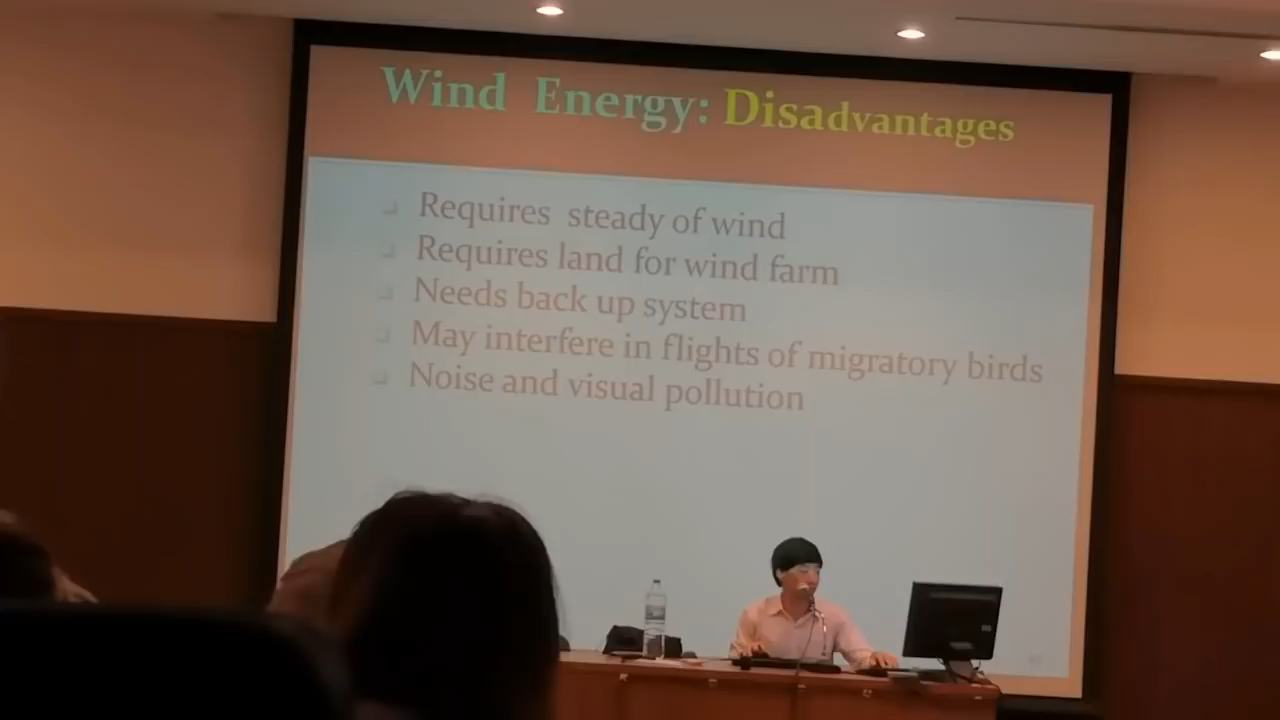 Wind Energy: Disadvantages
Requires steady of wind
Requires land for wind farm
Needs back up system
May interfere in flights of migratory birds
Noise and visual pollution